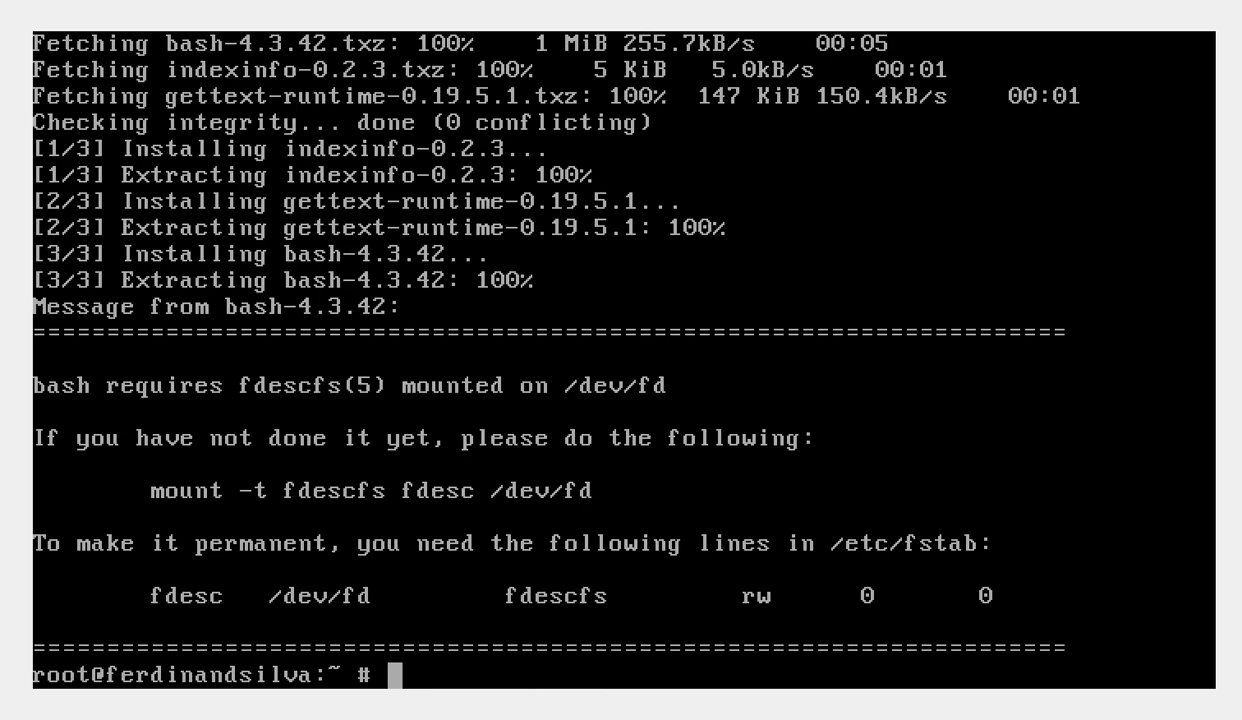 Fetching bash-4.3.42.txz: 100%    1 MiB 255.7kB/s    00:05
Fetching indexinfo-0.2.3.txz: 100%    5 KiB   5.0kB/s    00:01
Fetching gettext-runtime-0.19.5.1.txz: 100%  147 KiB 150.4kB/s    00:01
Checking integrity... done (0 conflicting)
[1/3] Installing indexinfo-0.2.3...
[1/3] Extracting indexinfo-0.2.3: 100%
[2/3] Installing gettext-runtime-0.19.5.1...
[2/3] Extracting gettext-runtime-0.19.5.1: 100%
[3/3] Installing bash-4.3.42...
[3/3] Extracting bash-4.3.42: 100%
Message from bash-4.3.42:
======================================================================
bash requires fdescfs(5) mounted on /dev/fd
If you have not done it yet, please do the following:
mount -t fdescfs fdesc /dev/fd
To make it permanent, you need the following lines in /etc/fstab:
fdesc   /dev/fd         fdescfs         rw      0       0
======================================================================
root@ferdinandsilva:~ #